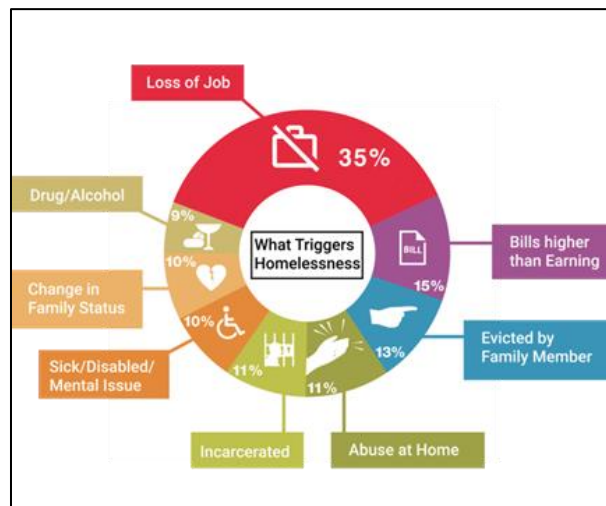 Loss of Job
35%
Drug/Alcohol
9%
What Triggers
Homelessness
BILL
Bills higher
than Earning
15%
Change in
Family Status
10%
Evicted by
Family Member
13%
Sick/Disabled/
Mental Issue
10%
Incarcerated
11%
Abuse at Home
11%